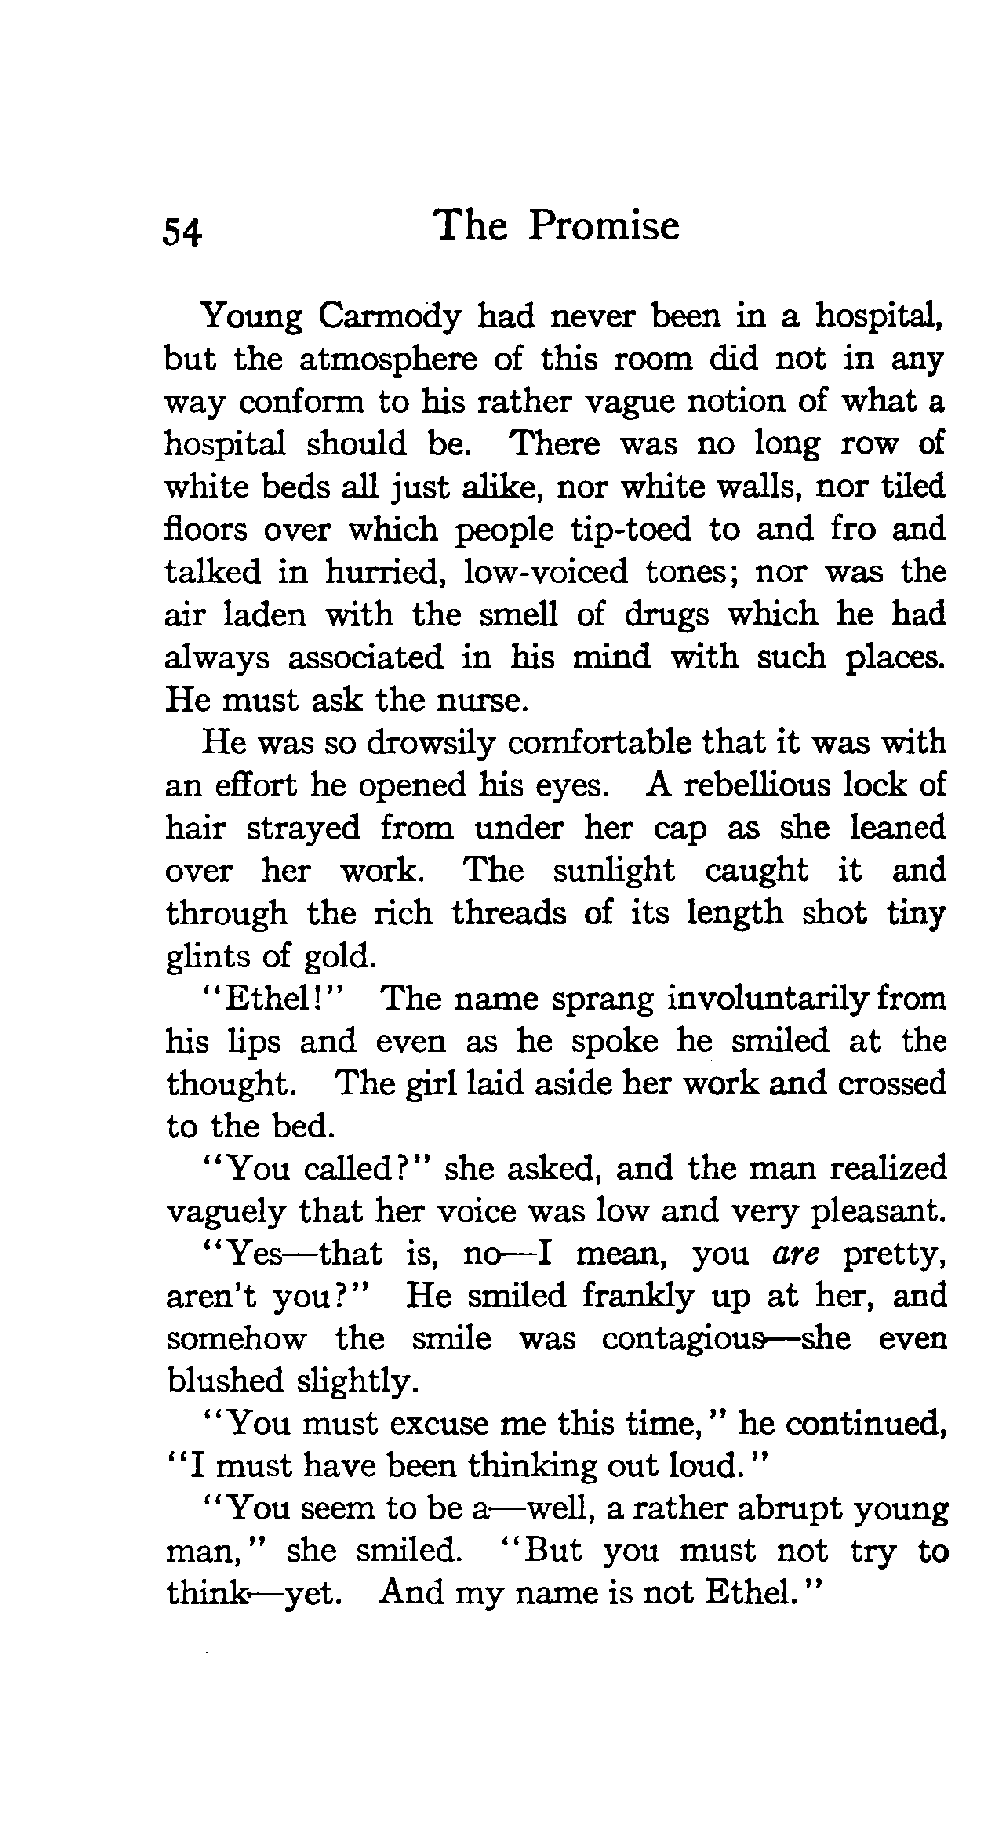 54 The Promise
Young Carmody had never been in a hospital,
but the atmosphere of this room did not in any
way conform to his rather vague notion of what a
hospital should be. There was no long row of
white beds all just alike, nor white walls, nor tiled
floors over which people tip-toed to and fro and
talked in hurried, low-voiced tones; nor was the
air laden with the smell of drugs which he had
always associated in his mind with such places.
He must ask the nurse.
He was so drowsily comfortable that it was with
an effort he opened his eyes. A rebellious lock of
hair strayed from under her cap as she leaned
over her work. The sunlight caught it and
through the rich threads of its length shot tiny
glints of gold.
"Ethel!" The name sprang involuntarily from
his lips and even as he spoke he smiled at the
thought. The girl laid aside her work and crossed
to the bed.
"You called?" she asked, and the man realized
vaguely that her voice was low and very pleasant.
"Yes—that is, no—I mean, you are pretty,
aren't you?" He smiled frankly up at her, and
somehow the smile was contagious—she even
blushed slightly.
"You must excuse me this time," he continued,
"I must have been thinking out loud."
"You seem to be a—well, a rather abrupt young
man," she smiled. "But you must not try to
think—yet. And my name is not Ethel."